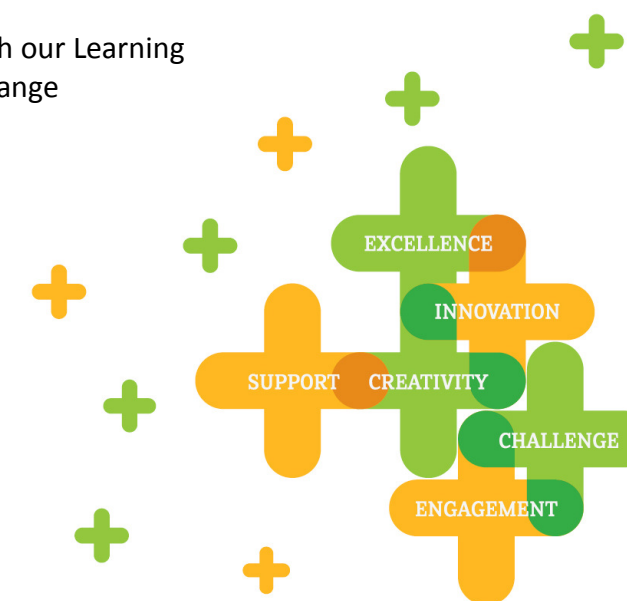 h our Learning
ange
EXCELLENCE
INNOVATION
SUPPORT CREATIVITY
CHALLENGE
ENGAGEMENT